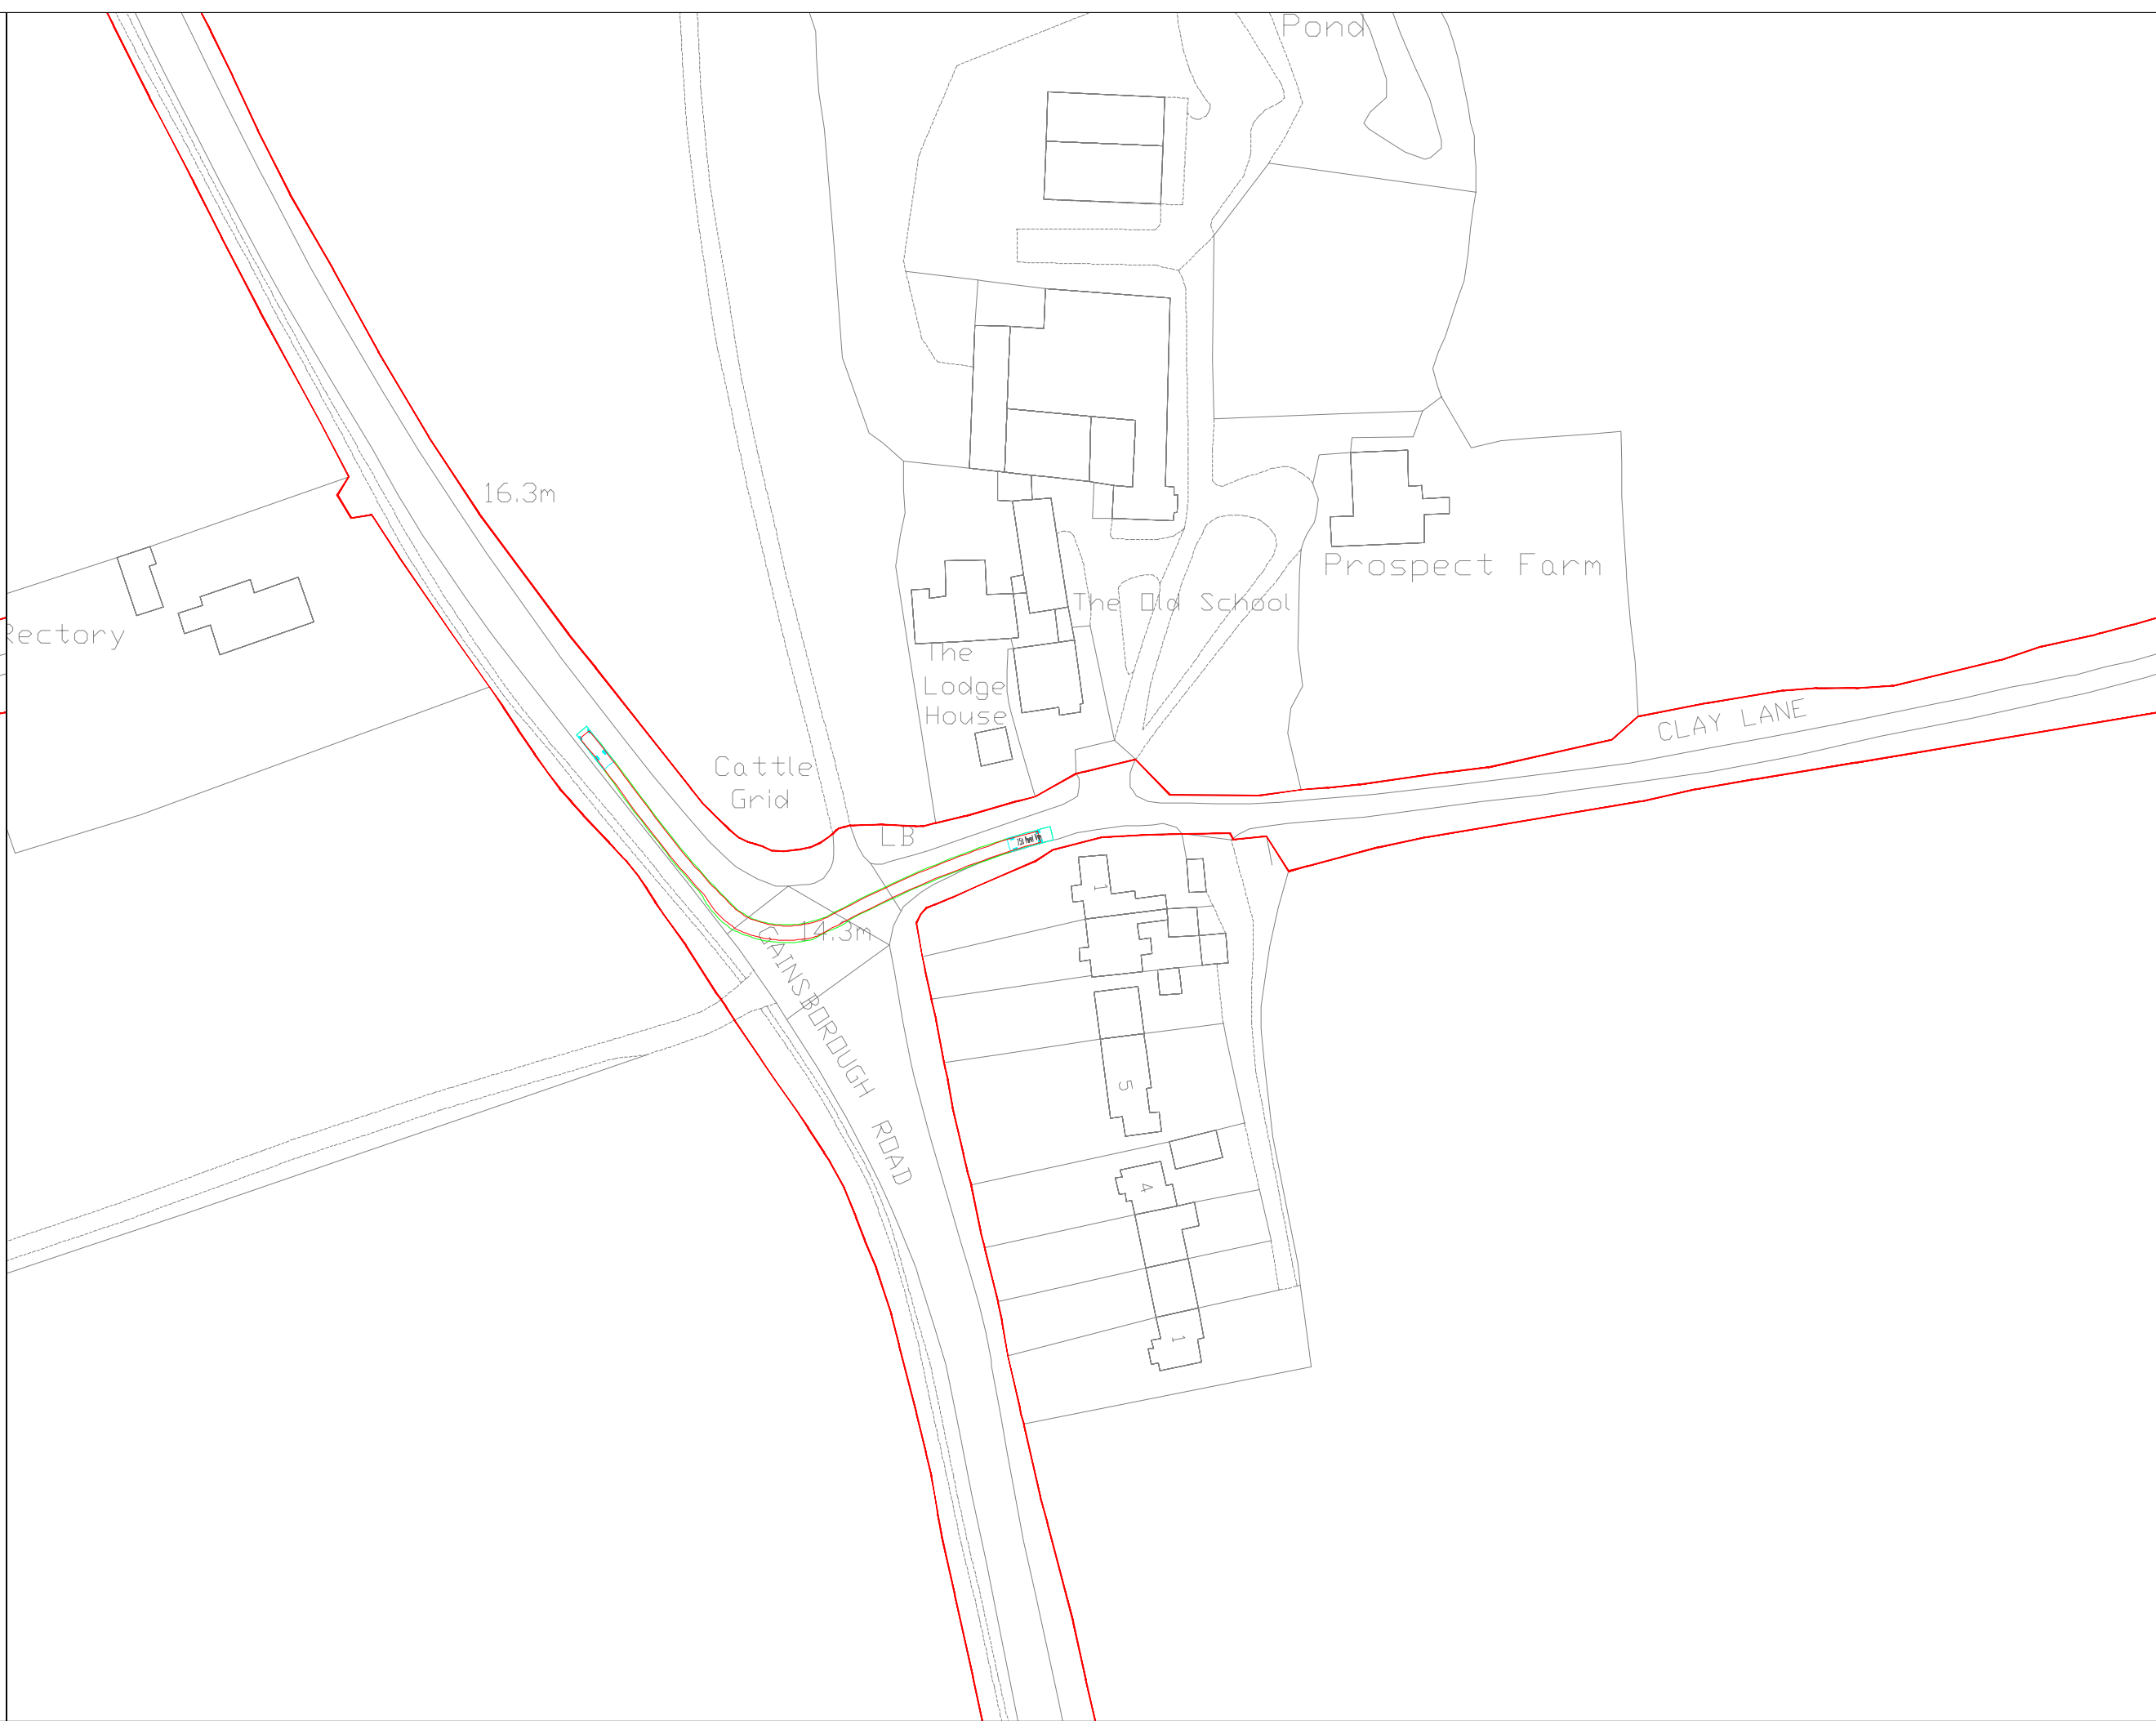 Pond
16.3m
Prospect Farm
The Old School
Rectory
The
Lodge
House
CLAY LANE
Cattle
Grid
LB
1
14.3m
GAINSBOROUGH ROAD
5
4
1